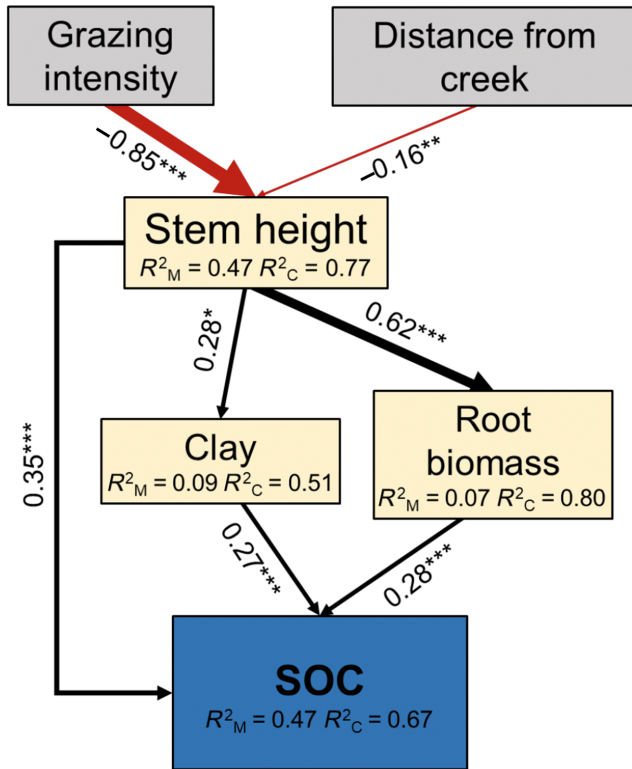 Grazing
intensity
Distance from
creek
−0.85***
−0.16**
Stem height
R²M = 0.47 R²C = 0.77
0.28*
0.62***
0.35***
Clay
R²M = 0.09 R²C = 0.51
Root
biomass
R²M = 0.07 R²C = 0.80
0.27***
0.28***
SOC
R²M = 0.47 R²C = 0.67